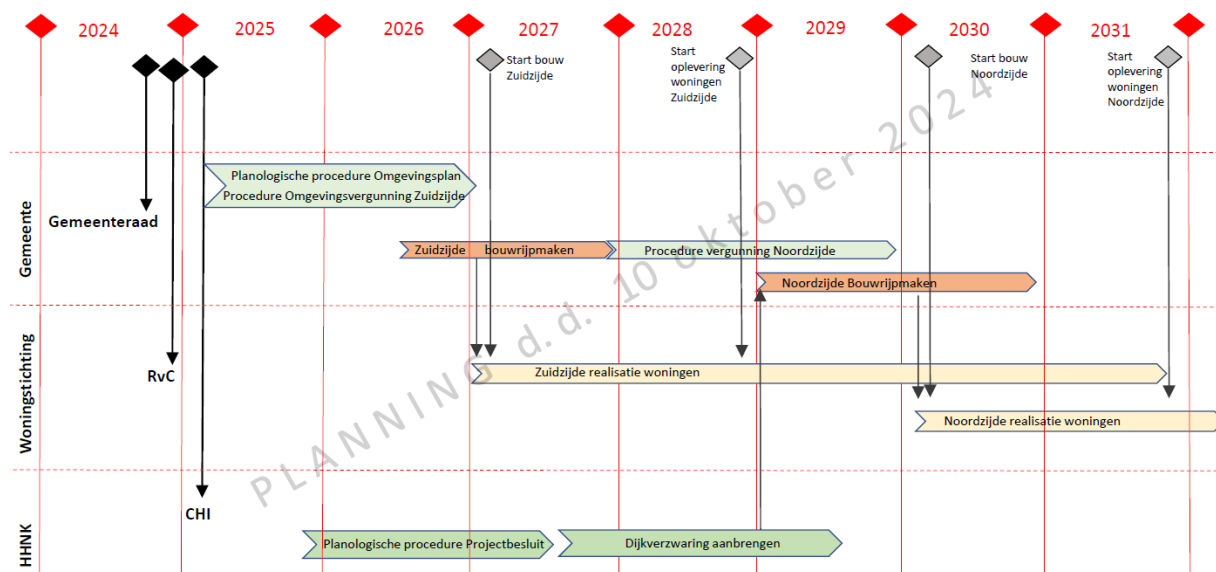 2024 2025 2026 2027 2028 2029 2030 2031
Start bouw
Zuidzijde
Start
oplevering
woningen
Zuidzijde
Start bouw
Noordzijde
Start
oplevering
woningen
Noordzijde
Gemeente
Planologische procedure Omgevingsplan
Procedure Omgevingsvergunning Zuidzijde
Gemeenteraad
Zuidzijde bouwrijpmaken
Procedure vergunning Noordzijde
Noordzijde Bouwrijpmaken
Woningstichting
RvC
Zuidzijde realisatie woningen
Noordzijde realisatie woningen
HHNK
CHI
Planologische procedure Projectbesluit
Dijkverzwaring aanbrengen
PLANNING d.d. 10 oktober 2024